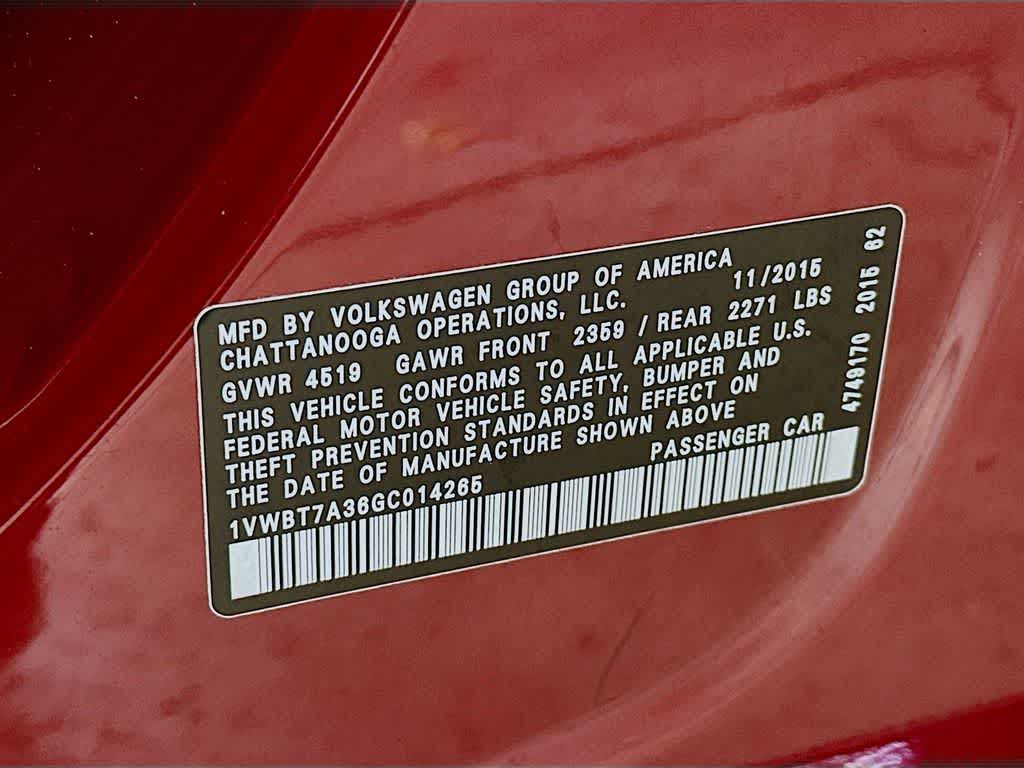 MFD BY VOLKSWAGEN GROUP OF AMERICA
CHATTANOOGA OPERATIONS, LLC. 11/2015
GVWR 4519 GAWR FRONT 2359 / REAR 2271 LBS
THIS VEHICLE CONFORMS TO ALL APPLICABLE U.S.
FEDERAL MOTOR VEHICLE SAFETY, BUMPER AND
THEFT PREVENTION STANDARDS IN EFFECT ON
THE DATE OF MANUFACTURE SHOWN ABOVE
1VWBT7A36GC014265 PASSENGER CAR
4749170 2015 62